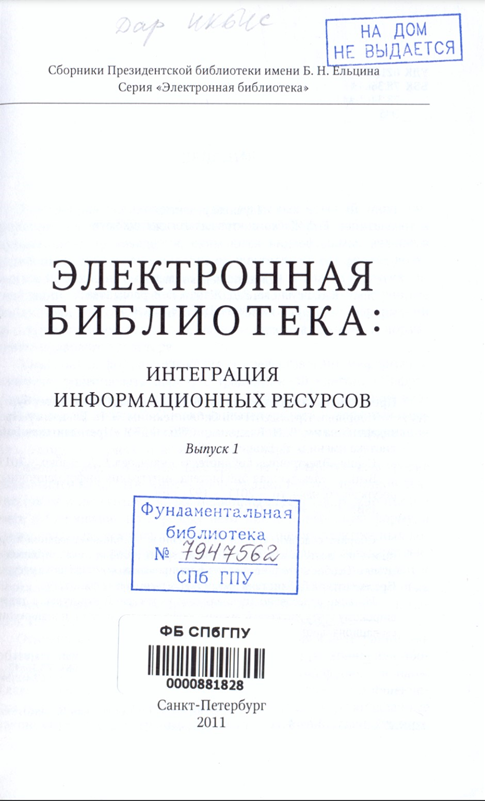 Дар ИКБИС
НА ДОМ
НЕ ВЫДАЕТСЯ
Сборники Президентской библиотеки имени Б. Н. Ельцина
Серия «Электронная библиотека»
ЭЛЕКТРОННАЯ
БИБЛИОТЕКА:
ИНТЕГРАЦИЯ
ИНФОРМАЦИОННЫХ РЕСУРСОВ
Выпуск 1
Фундаментальная
библиотека
№ 7947562
СПб ГПУ
ФБ СПбГПУ
0000881828
Санкт-Петербург
2011